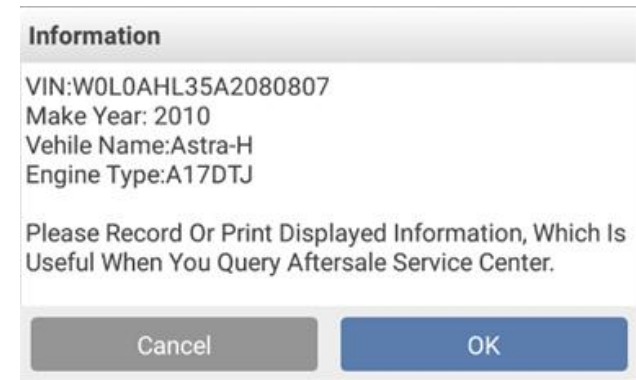 Information
VIN:W0L0AHL35A2080807
Make Year: 2010
Vehile Name:Astra-H
Engine Type:A17DTJ
Please Record Or Print Displayed Information, Which Is
Useful When You Query Aftersale Service Center.
Cancel
OK